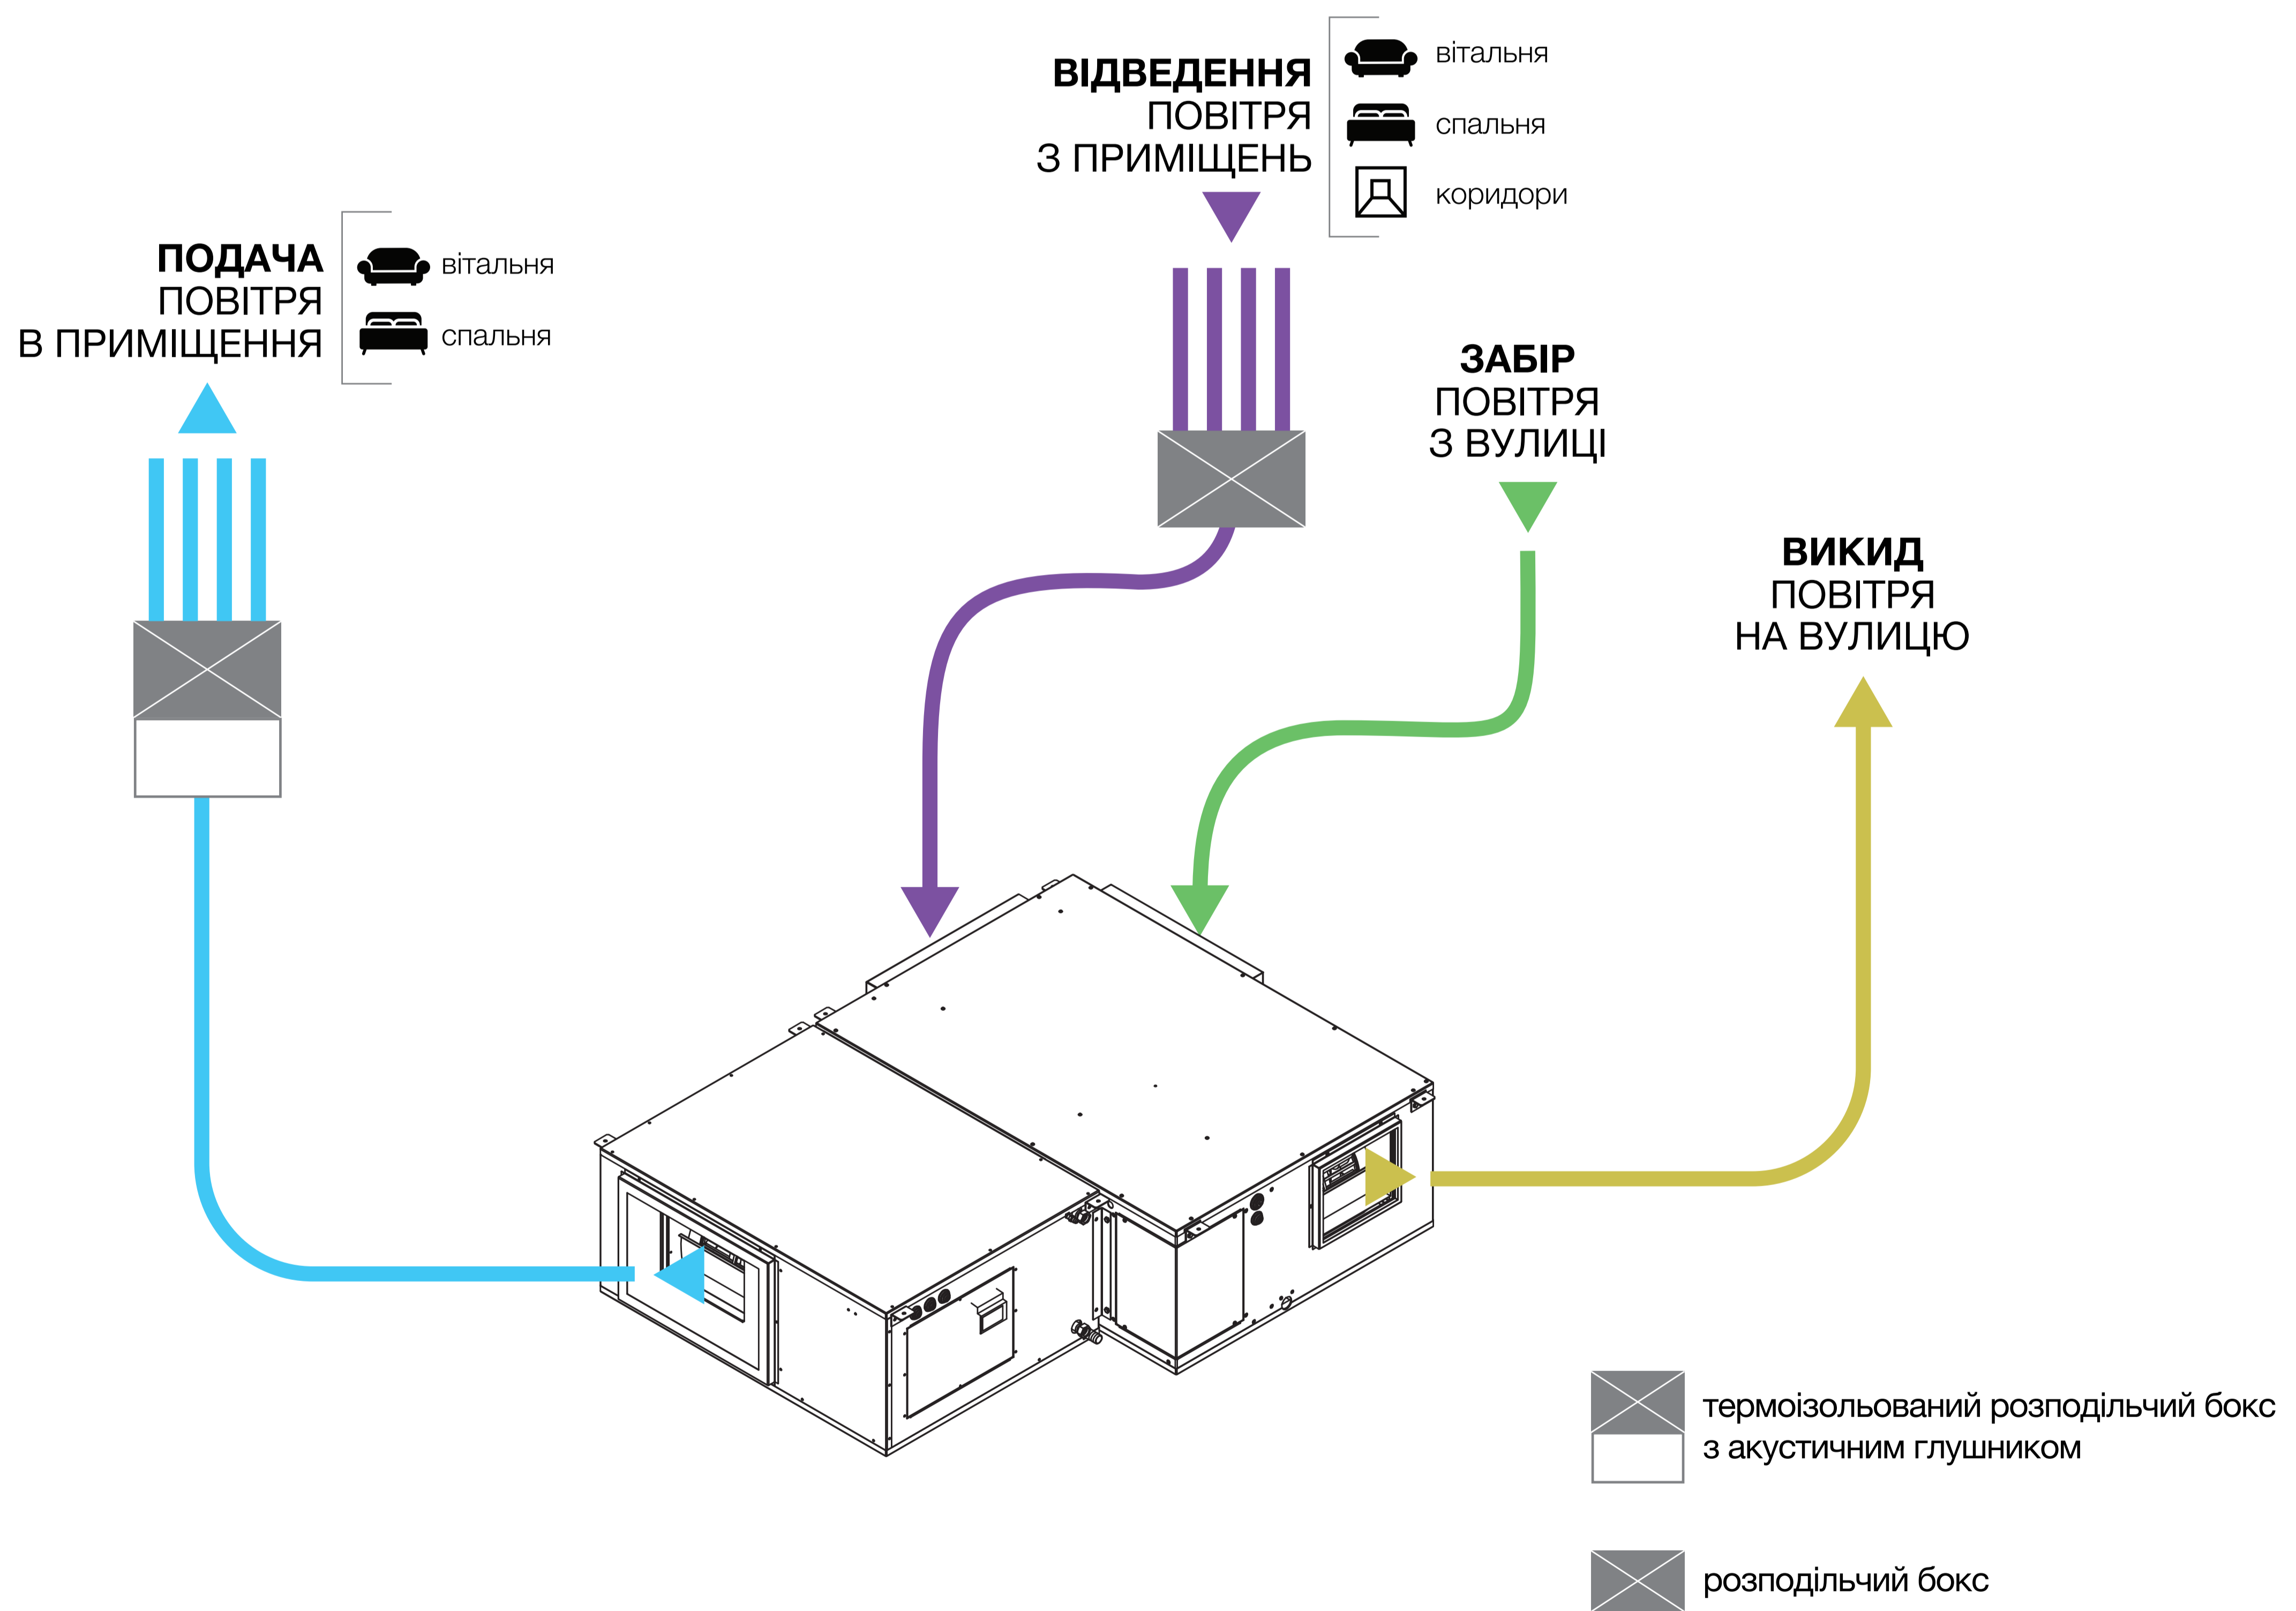 ВІДВЕДЕННЯ
ПОВІТРЯ
З ПРИМІЩЕНЬ
вітальня
спальня
коридори
ПОДАЧА
ПОВІТРЯ
В ПРИМІЩЕННЯ
вітальня
спальня
ЗАБІР
ПОВІТРЯ
З ВУЛИЦІ
ВИКИД
ПОВІТРЯ
НА ВУЛИЦЮ
термоізольований розподільчий бокс
з акустичним глушником
розподільчий бокс